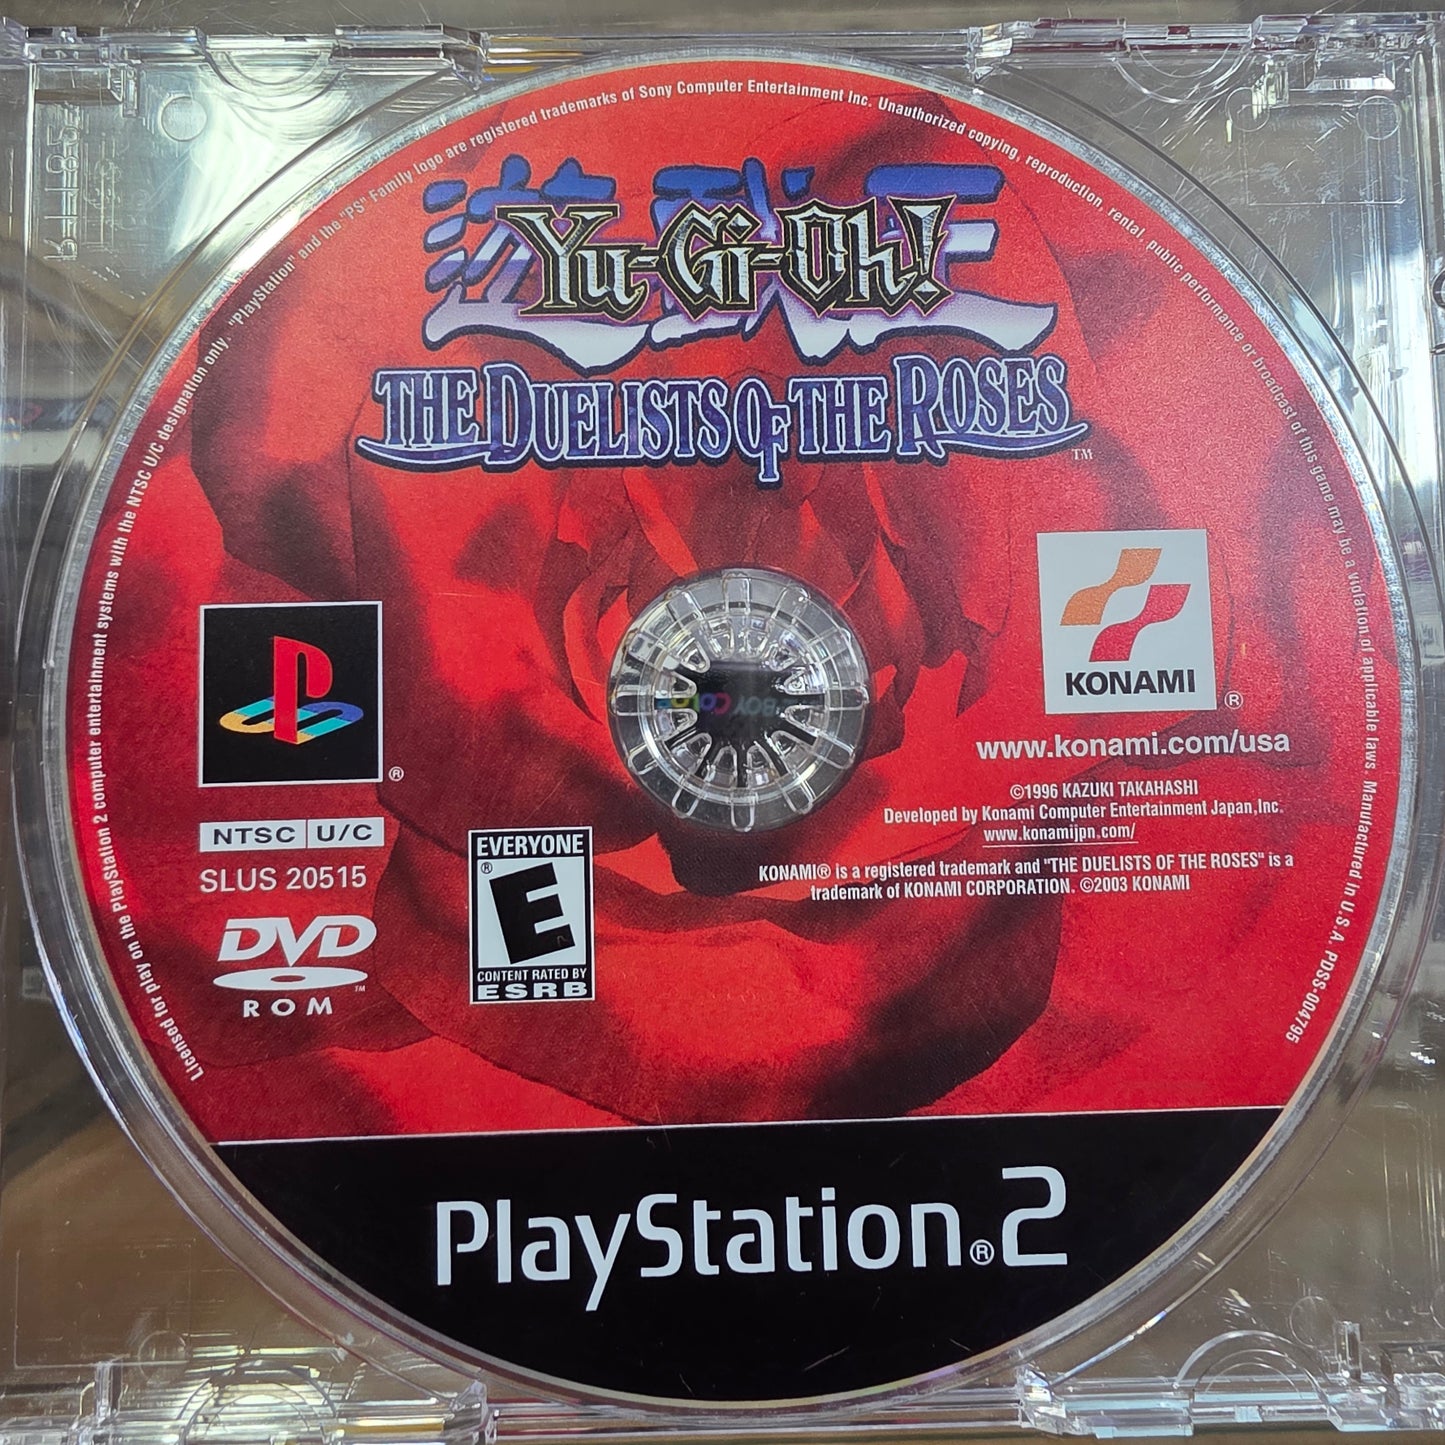 Licensed for play on the PlayStation 2 computer entertainment systems with the NTSC U/C designation only - "PlayStation" and the "PS" Family logo are registered trademarks of Sony Computer Entertainment Inc. Unauthorized copying, reproduction, rental, public performance or broadcast of this game may be a violation of applicable laws. Manufactured in U.S.A. PDSS-004795
遊戯王
Yu-Gi-Oh!
THE DUELISTS OF THE ROSES TM
KONAMI ®
www.konami.com/usa
©1996 KAZUKI TAKAHASHI
Developed by Konami Computer Entertainment Japan,Inc.
www.konamijpn.com/
KONAMI® is a registered trademark and "THE DUELISTS OF THE ROSES" is a
trademark of KONAMI CORPORATION. ©2003 KONAMI
®
NTSC U/C
SLUS 20515
DVD
TM
ROM
EVERYONE
®
E
CONTENT RATED BY
ESRB
PlayStation®2